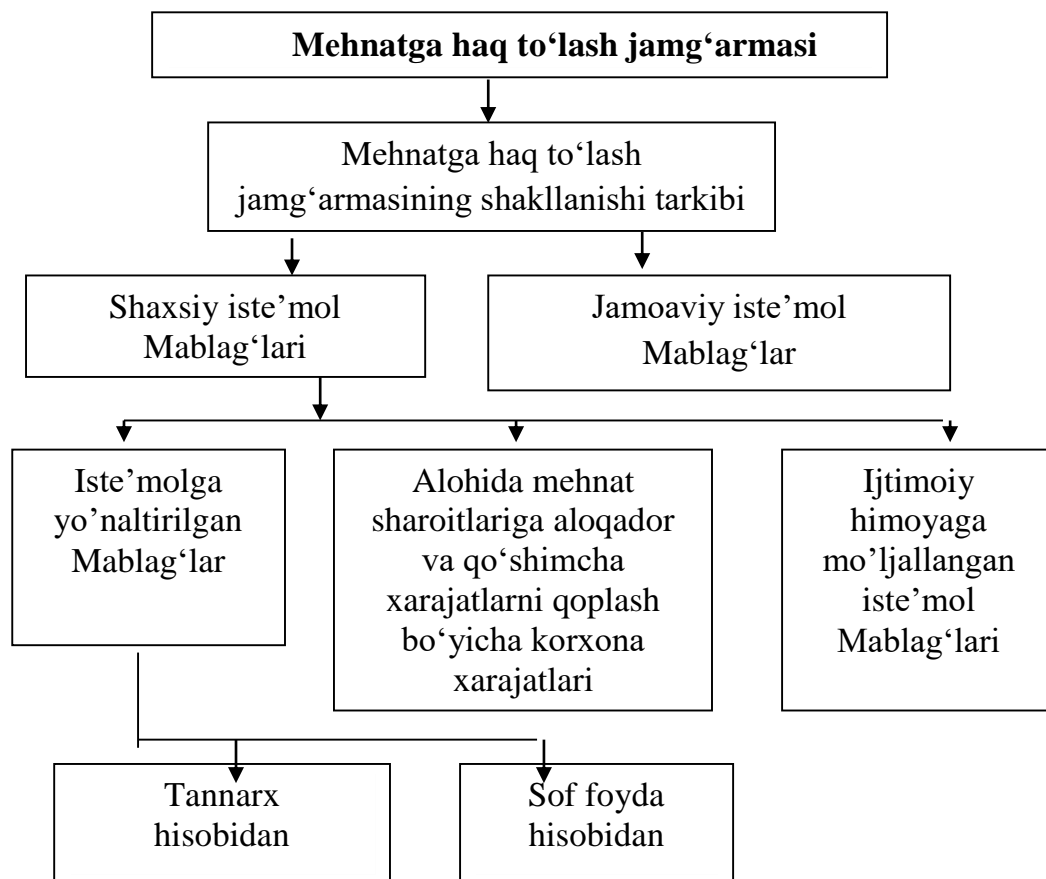 Mehnatga haq to‘lash jamg‘armasi
Mehnatga haq to‘lash
jamg‘armasining shakllanishi tarkibi
Shaxsiy iste’mol
Mablag‘lari
Jamoaviy iste’mol
Mablag‘lar
Iste’molga
yo’naltirilgan
Mablag‘lar
Alohida mehnat
sharoitlariga aloqador
va qo‘shimcha
xarajatlarni qoplash
bo‘yicha korxona
xarajatlari
Ijtimoiy
himoyaga
mo’ljallangan
iste’mol
Mablag‘lari
Tannarx
hisobidan
Sof foyda
hisobidan